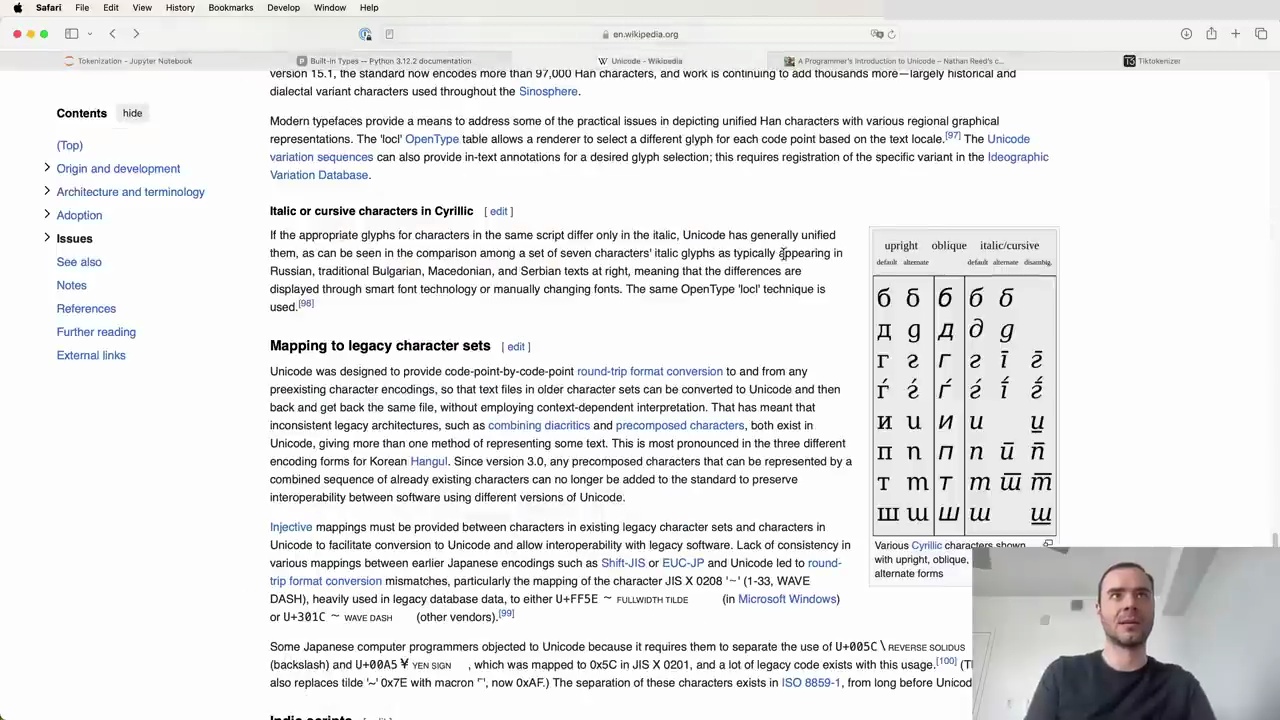 Safari File Edit View History Bookmarks Develop Window Help
en.wikipedia.org
Tokenization - Jupyter Notebook
Built-in Types — Python 3.12.2 documentation
Unicode - Wikipedia
A Programmer's Introduction to Unicode – Nathan Reed's c...
Tiktokenizer
Contents hide
(Top)
Origin and development
Architecture and terminology
Adoption
Issues
See also
Notes
References
Further reading
External links
version 15.1, the standard now encodes more than 97,000 Han characters, and work is continuing to add thousands more—largely historical and
dialectal variant characters used throughout the Sinosphere.
Modern typefaces provide a means to address some of the practical issues in depicting unified Han characters with various regional graphical
representations. The 'locl' OpenType table allows a renderer to select a different glyph for each code point based on the text locale.[97] The Unicode
variation sequences can also provide in-text annotations for a desired glyph selection; this requires registration of the specific variant in the Ideographic
Variation Database.
Italic or cursive characters in Cyrillic [ edit ]
If the appropriate glyphs for characters in the same script differ only in the italic, Unicode has generally unified
them, as can be seen in the comparison among a set of seven characters' italic glyphs as typically appearing in
Russian, traditional Bulgarian, Macedonian, and Serbian texts at right, meaning that the differences are
displayed through smart font technology or manually changing fonts. The same OpenType 'locl' technique is
used.[98]
Mapping to legacy character sets [ edit ]
Unicode was designed to provide code-point-by-code-point round-trip format conversion to and from any
preexisting character encodings, so that text files in older character sets can be converted to Unicode and then
back and get back the same file, without employing context-dependent interpretation. That has meant that
inconsistent legacy architectures, such as combining diacritics and precomposed characters, both exist in
Unicode, giving more than one method of representing some text. This is most pronounced in the three different
encoding forms for Korean Hangul. Since version 3.0, any precomposed characters that can be represented by a
combined sequence of already existing characters can no longer be added to the standard to preserve
interoperability between software using different versions of Unicode.
Injective mappings must be provided between characters in existing legacy character sets and characters in
Unicode to facilitate conversion to Unicode and allow interoperability with legacy software. Lack of consistency in
various mappings between earlier Japanese encodings such as Shift-JIS or EUC-JP and Unicode led to round-
trip format conversion mismatches, particularly the mapping of the character JIS X 0208 '～' (1-33, WAVE
DASH), heavily used in legacy database data, to either U+FF5E ～ FULLWIDTH TILDE (in Microsoft Windows)
or U+301C 〜 WAVE DASH (other vendors).[99]
Some Japanese computer programmers objected to Unicode because it requires them to separate the use of U+005C \ REVERSE SOLIDUS
(backslash) and U+00A5 ¥ YEN SIGN , which was mapped to 0x5C in JIS X 0201, and a lot of legacy code exists with this usage.[100] (Th
also replaces tilde '~' 0x7E with macron '¯', now 0xAF.) The separation of these characters exists in ISO 8859-1, from long before Unicod
upright oblique italic/cursive
default alternate default alternate disambig.
б б б б б
д g д д g
г г г г ī г̄
ѓ ѓ ѓ ѓ ī́ ѓ̄
и и и и и̲
п п п п ū п̄
т т т т ш̅ т̅
ш ш ш ш ш̲
Various Cyrillic characters shown
with upright, oblique,
alternate forms